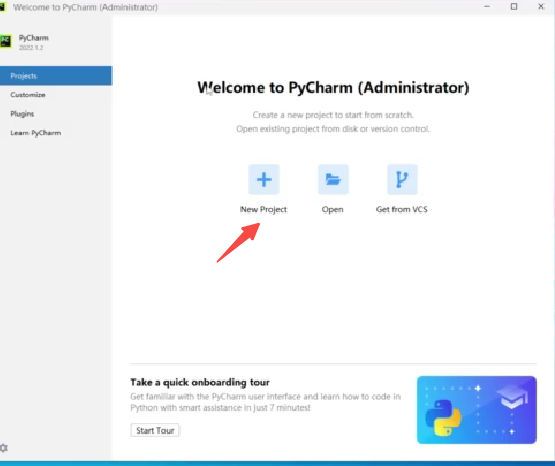 Welcome to PyCharm (Administrator)
PyCharm
2022.1.2
Projects
Customize
Plugins
Learn PyCharm
Welcome to PyCharm (Administrator)
Create a new project to start from scratch.
Open existing project from disk or version control.
New Project
Open
Get from VCS
Take a quick onboarding tour
Get familiar with the PyCharm user interface and learn how to code in
Python with smart assistance in just 7 minutes!
Start Tour